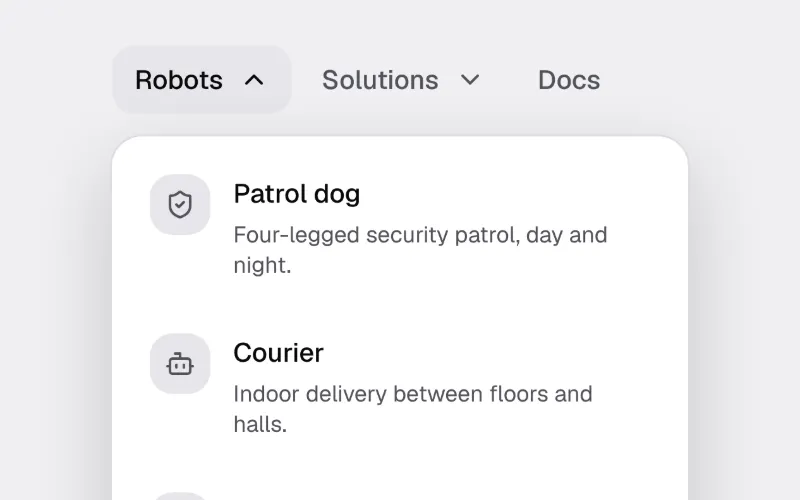 Robots
Solutions
Docs
Patrol dog
Four-legged security patrol, day and
night.
Courier
Indoor delivery between floors and
halls.